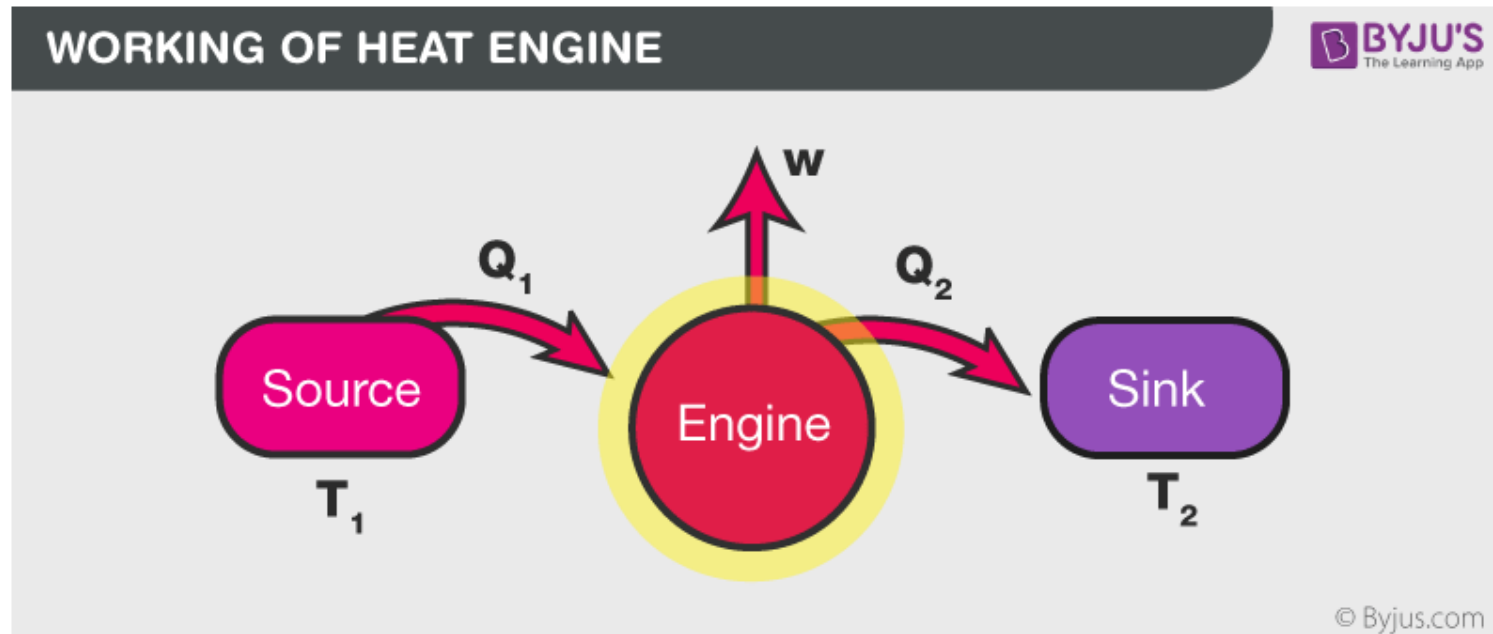 WORKING OF HEAT ENGINE
BYJU'S
The Learning App
w
Q₁
Q₂
Source
Engine
Sink
T₁
T₂
© Byjus.com